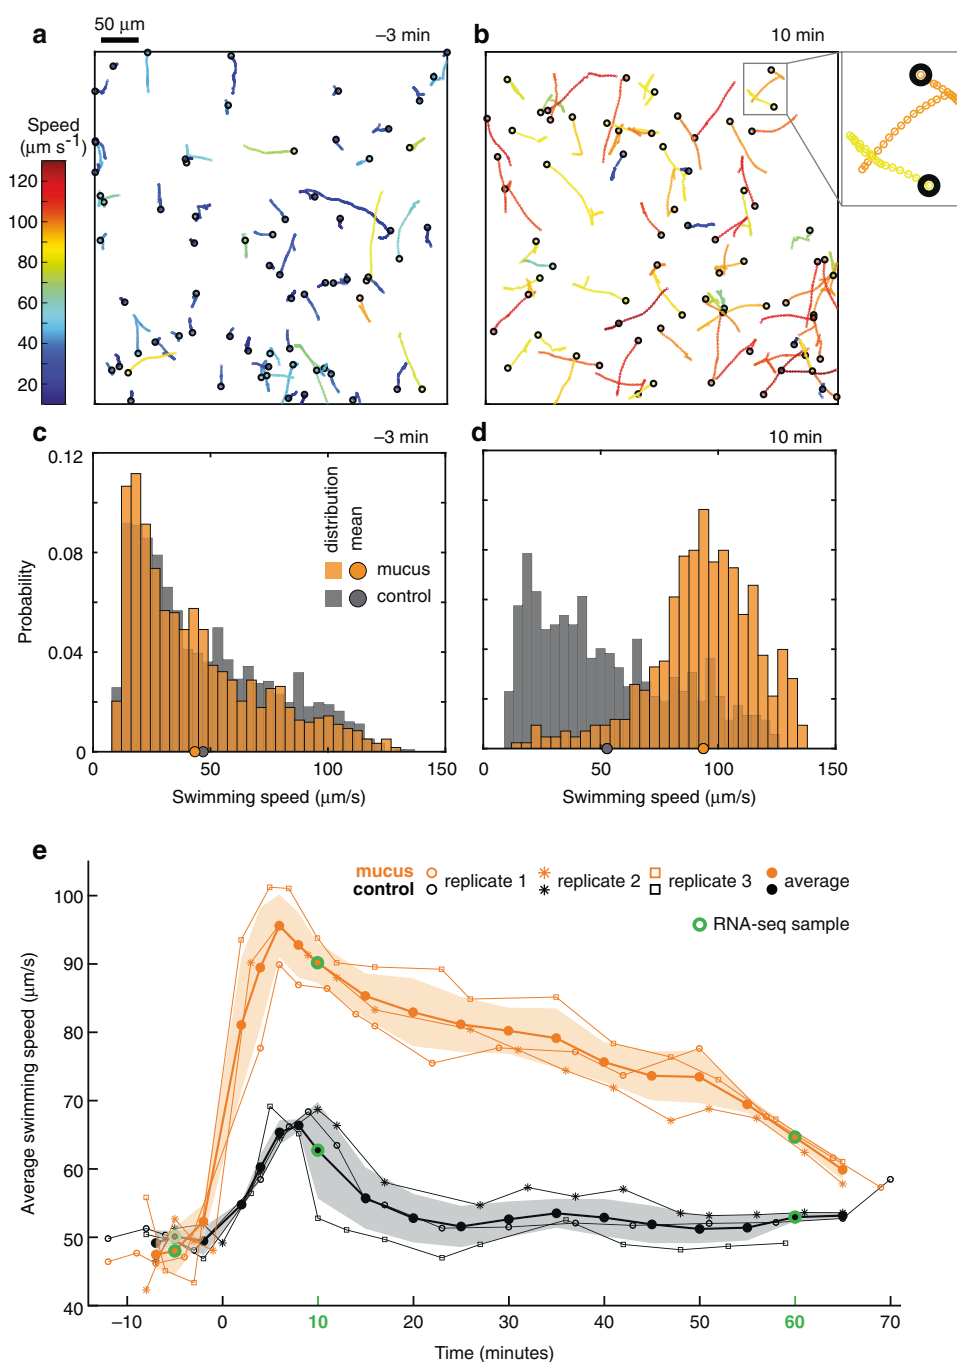 a
50 µm
–3 min
b
10 min
Speed
(µm s⁻¹)
120
100
80
60
40
20
c
–3 min
d
10 min
0.12
0.08
0.04
0
Probability
distribution
mean
mucus
control
0
50
100
150
Swimming speed (µm/s)
0
50
100
150
Swimming speed (µm/s)
e
mucus
control
replicate 1
replicate 2
replicate 3
average
RNA-seq sample
Average swimming speed (µm/s)
100
90
80
70
60
50
40
–10
0
10
20
30
40
50
60
70
Time (minutes)